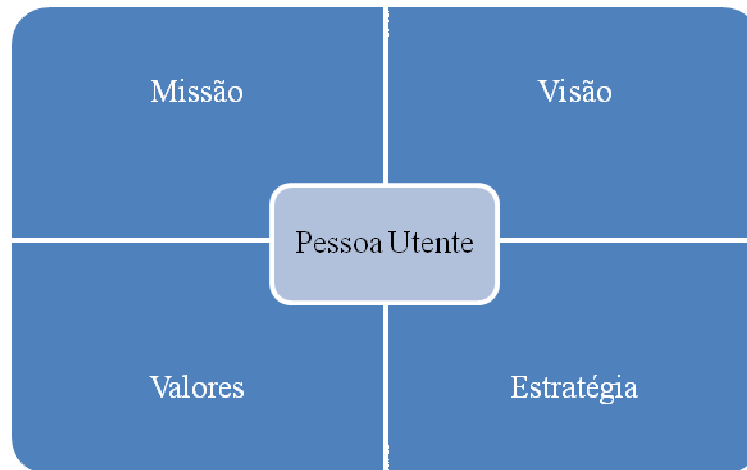 Missão
Visão
Pessoa Utente
Valores
Estratégia